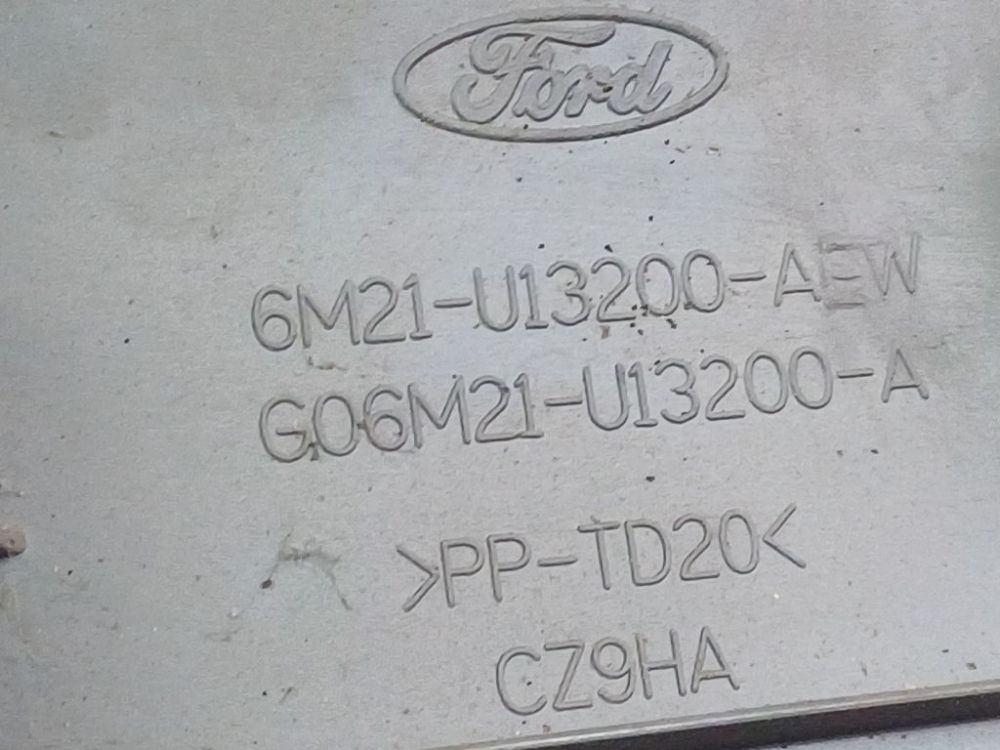 Ford
6M21-U13200-AEW
G06M21-U13200-A
>PP-TD20<
CZ9HA